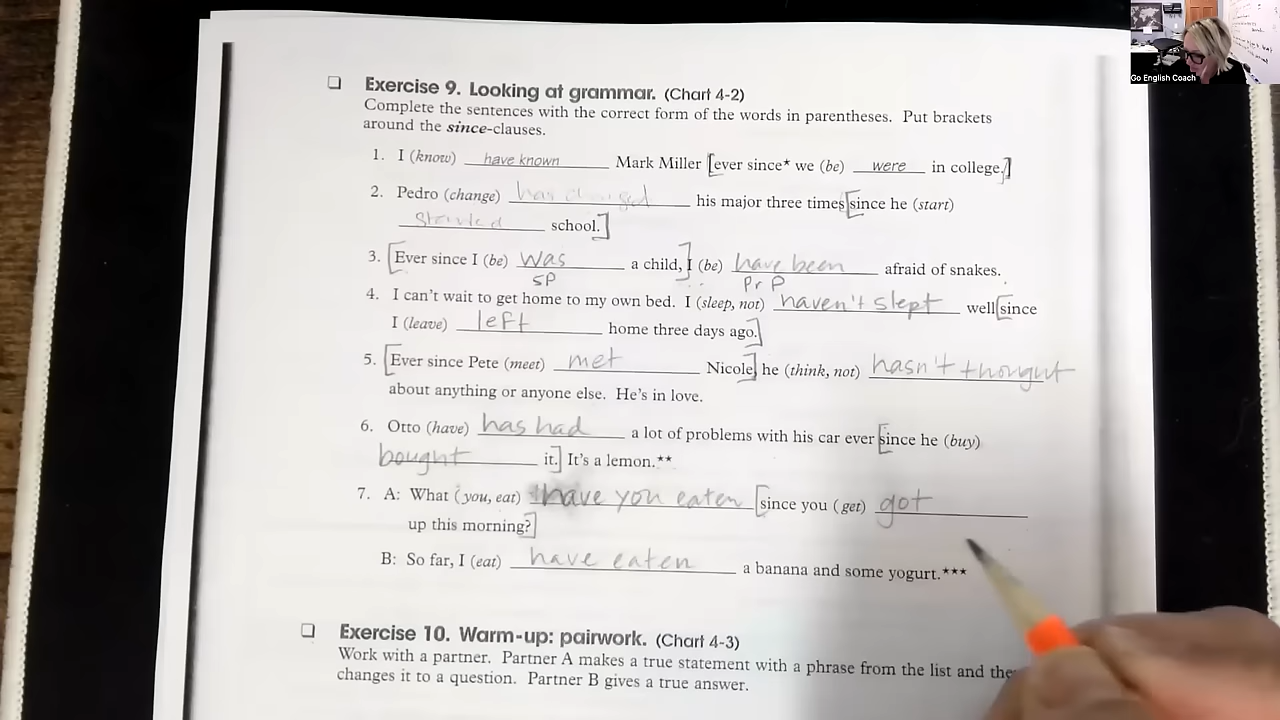 Go English Coach
Exercise 9. Looking at grammar. (Chart 4-2)
Complete the sentences with the correct form of the words in parentheses. Put brackets
around the since-clauses.
1. I (know) have known Mark Miller [ever since* we (be) were in college.]
2. Pedro (change) has changed his major three times [since he (start)
started school.]
3. [Ever since I (be) was a child,] I (be) have been afraid of snakes.
SP PrP
4. I can't wait to get home to my own bed. I (sleep, not) haven't slept well [since
I (leave) left home three days ago.]
5. [Ever since Pete (meet) met Nicole,] he (think, not) hasn't thought
about anything or anyone else. He's in love.
6. Otto (have) has had a lot of problems with his car ever [since he (buy)
bought it.] It's a lemon.**
7. A: What (you, eat) have you eaten [since you (get) got
up this morning?]
B: So far, I (eat) have eaten a banana and some yogurt.***
Exercise 10. Warm-up: pairwork. (Chart 4-3)
Work with a partner. Partner A makes a true statement with a phrase from the list and
changes it to a question. Partner B gives a true answer.